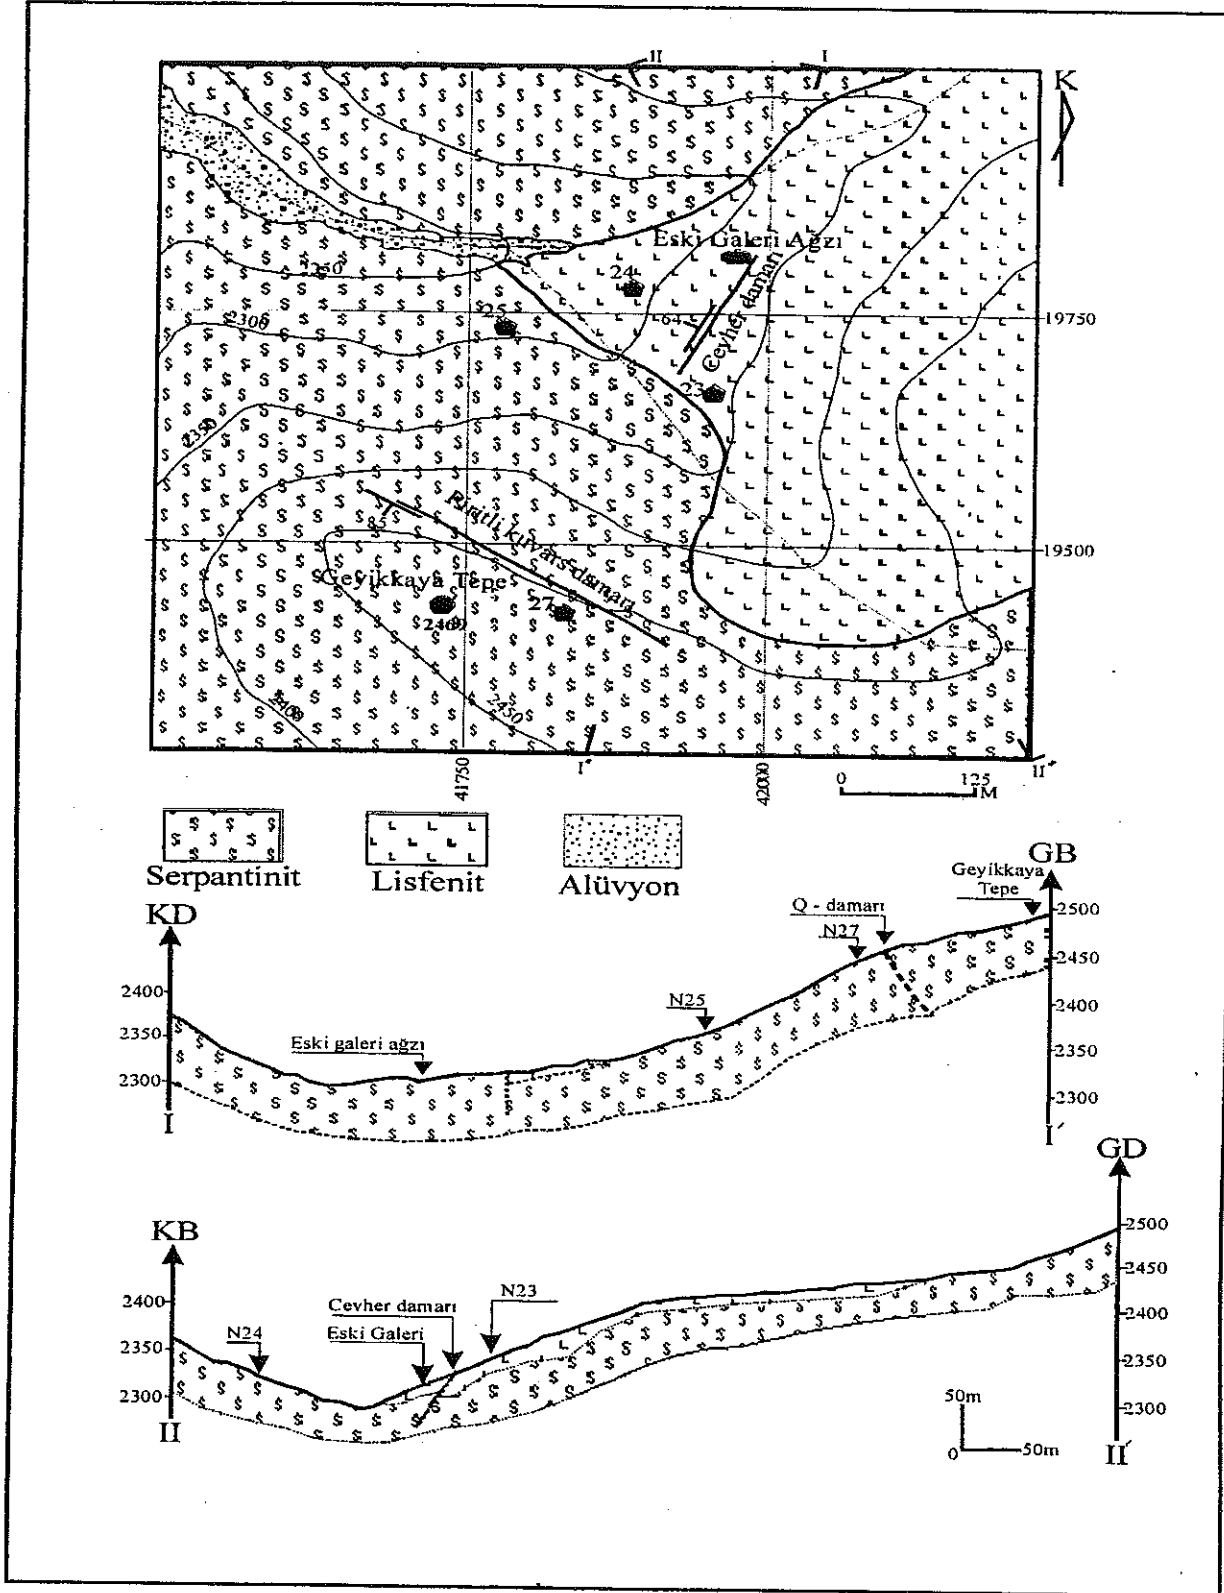 II
I
K
Eski Galeri Ağzı
24
1250
25
64
Cevher damarı
19750
2300
23
2350
Piritli kuvars damarı
85
19500
Geyikkaya Tepe
27
2400
2450
I'
II'
41750
42000
0 125
M
Serpantinit
Lisfenit
Alüvyon
KD
GB
Geyikkaya
Tepe
Q - damarı
N27
2500
2450
2400
2350
2300
N25
Eski galeri ağzı
2400
2350
2300
I
I'
KB
GD
2500
2450
2400
2350
2300
N23
Cevher damarı
Eski Galeri
N24
2400
2350
2300
50m
0
50m
II
II'